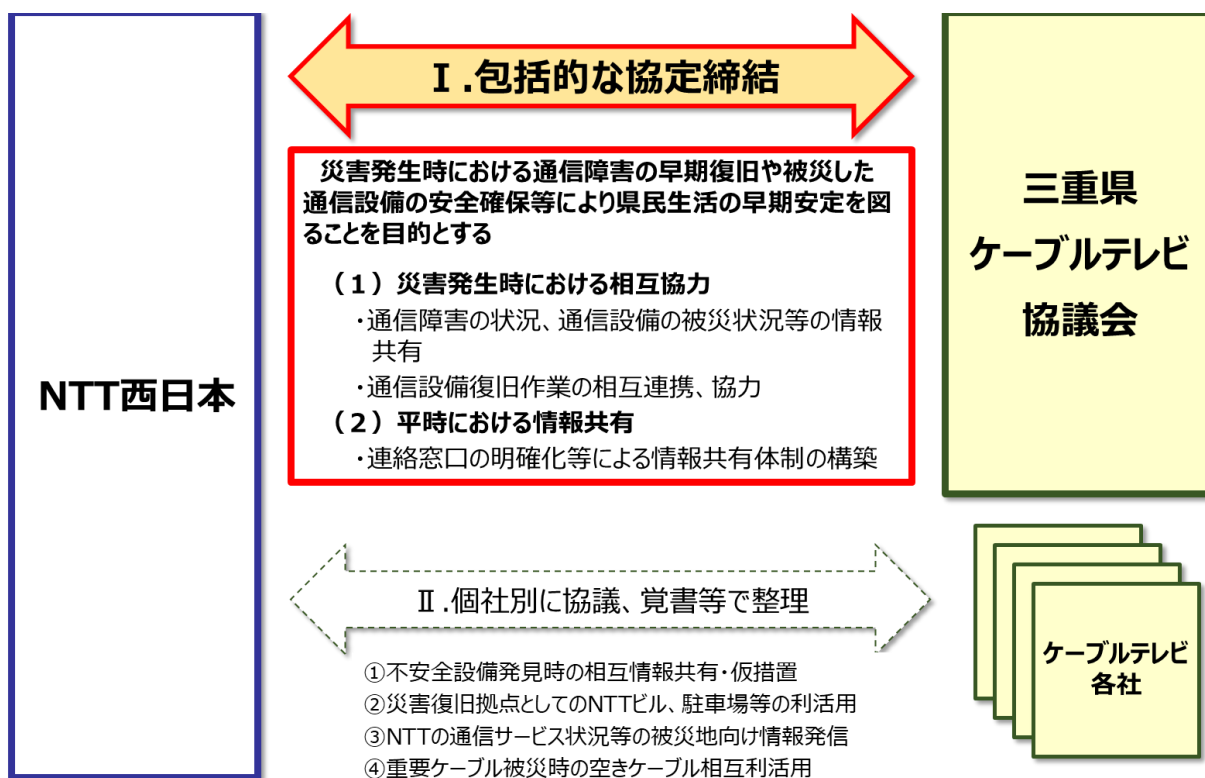 Ⅰ.包括的な協定締結
災害発生時における通信障害の早期復旧や被災した
通信設備の安全確保等により県民生活の早期安定を図
ることを目的とする
（１）災害発生時における相互協力
・通信障害の状況、通信設備の被災状況等の情報
共有
・通信設備復旧作業の相互連携、協力
（２）平時における情報共有
・連絡窓口の明確化等による情報共有体制の構築
NTT西日本
三重県
ケーブルテレビ
協議会
Ⅱ.個社別に協議、覚書等で整理
①不安全設備発見時の相互情報共有・仮措置
②災害復旧拠点としてのNTTビル、駐車場等の利活用
③NTTの通信サービス状況等の被災地向け情報発信
④重要ケーブル被災時の空きケーブル相互利活用
ケーブルテレビ
各社